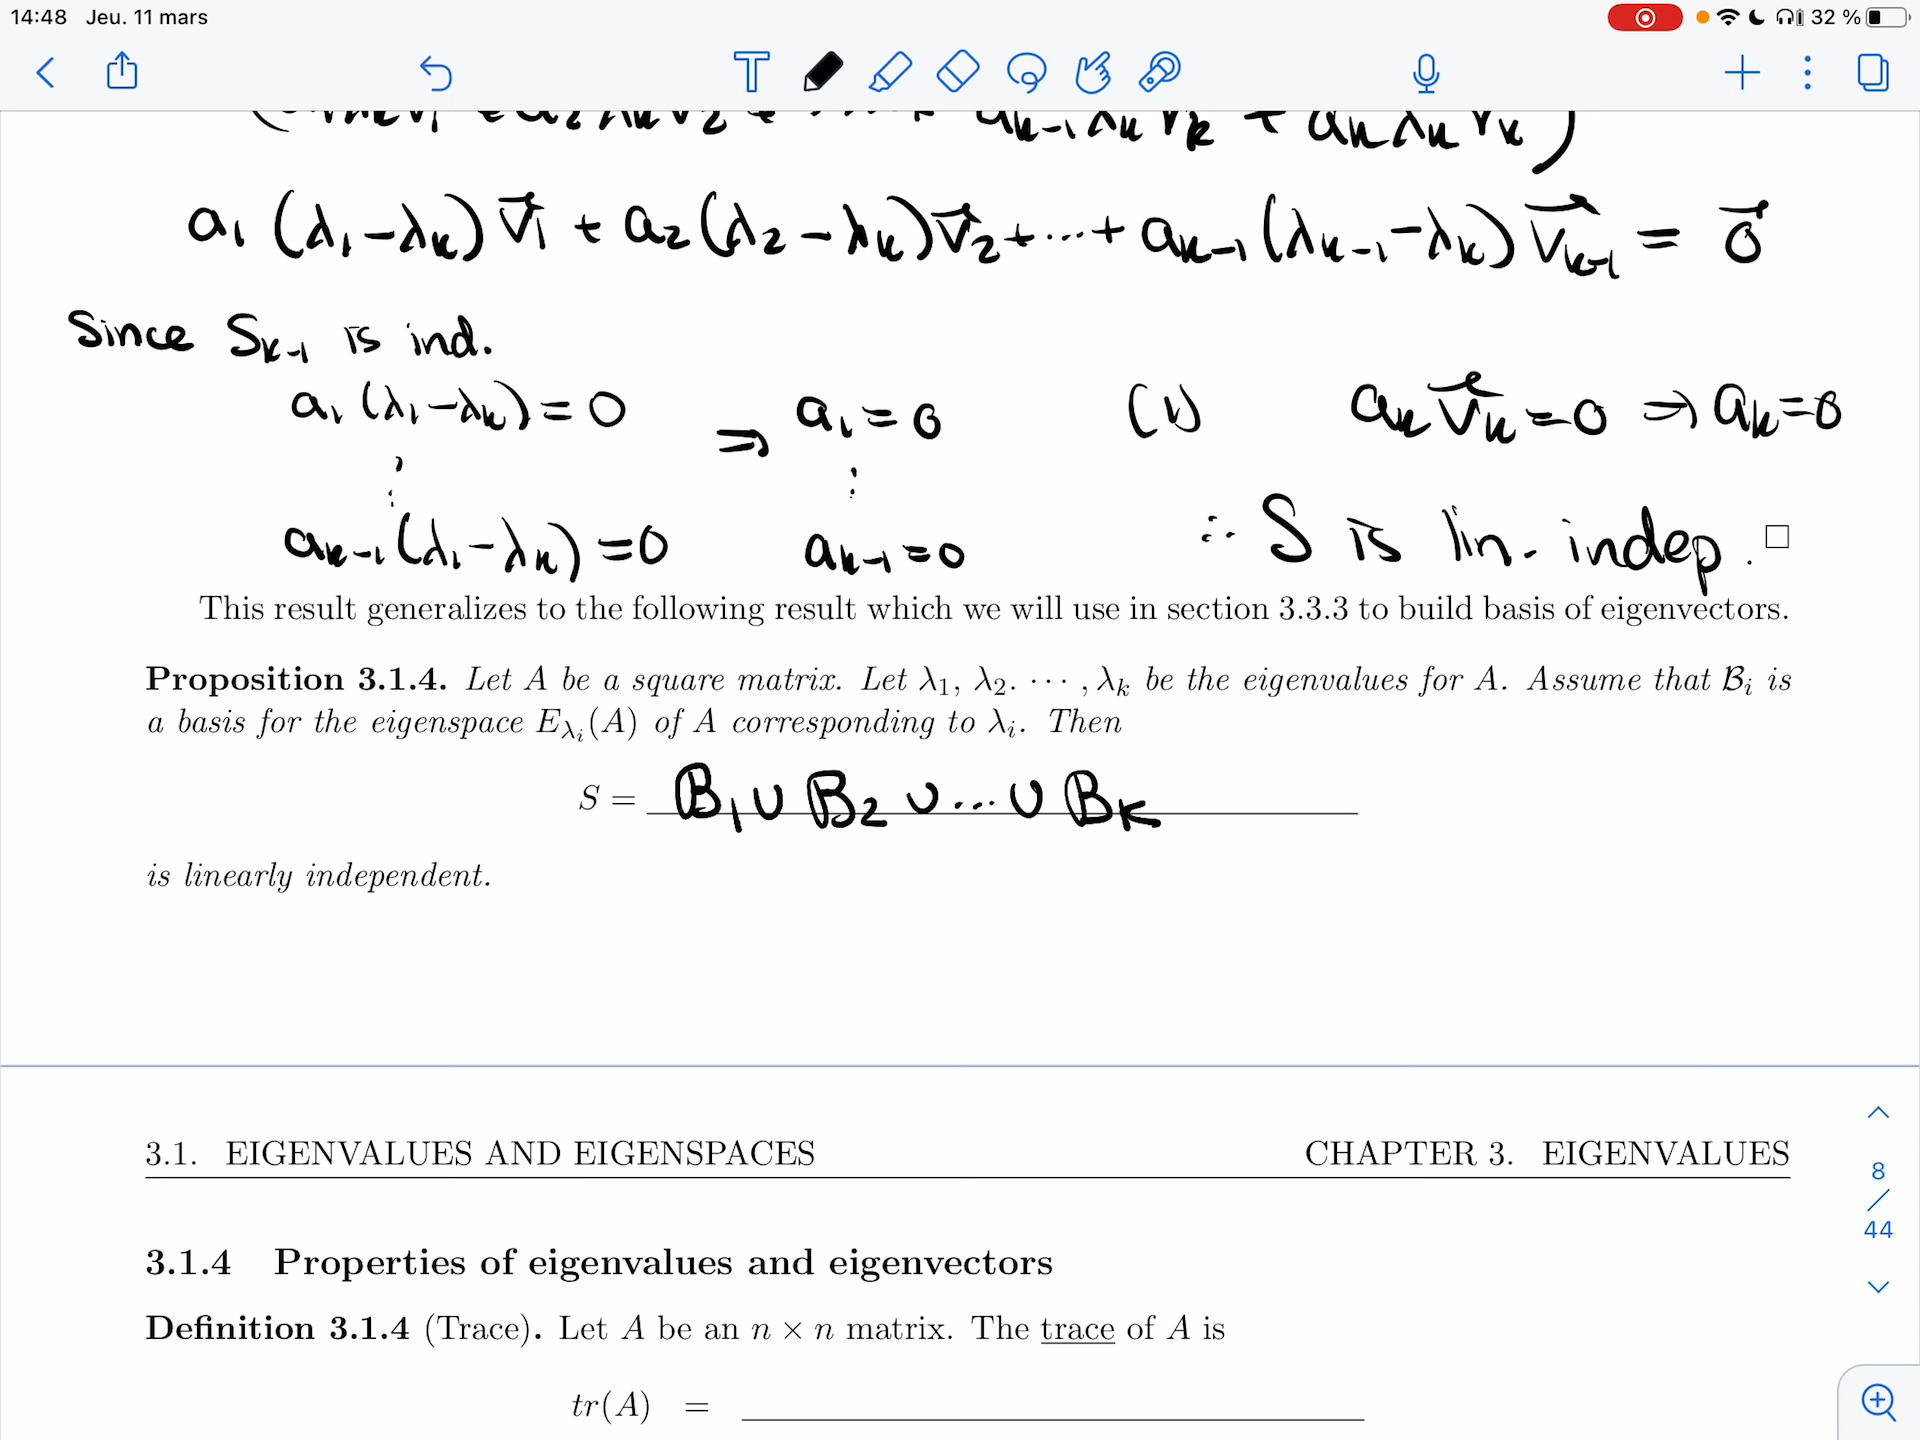 14:48 Jeu. 11 mars 32 %
a₁(λ₁-λₖ)v⃗₁ + a₂(λ₂-λₖ)v⃗₂+...+ aₖ₋₁(λₖ₋₁-λₖ)v⃗ₖ₋₁ = 0⃗
Since Sₖ₋₁ is ind.
a₁(λ₁-λₖ)=0 ⇒ a₁=0 (1) aₖv⃗ₖ=0 ⇒ aₖ=0
⋮ ⋮
aₖ₋₁(λ₁-λₖ)=0 aₖ₋₁=0 ∴ S is lin. indep. □
This result generalizes to the following result which we will use in section 3.3.3 to build basis of eigenvectors.
Proposition 3.1.4. Let A be a square matrix. Let λ₁, λ₂. ⋯ , λₖ be the eigenvalues for A. Assume that ℬᵢ is
a basis for the eigenspace E_λᵢ(A) of A corresponding to λᵢ. Then
S = B₁ ∪ B₂ ∪ ... ∪ Bₖ
is linearly independent.
3.1. EIGENVALUES AND EIGENSPACES CHAPTER 3. EIGENVALUES
8
/
44
3.1.4 Properties of eigenvalues and eigenvectors
Definition 3.1.4 (Trace). Let A be an n × n matrix. The trace of A is
tr(A) =